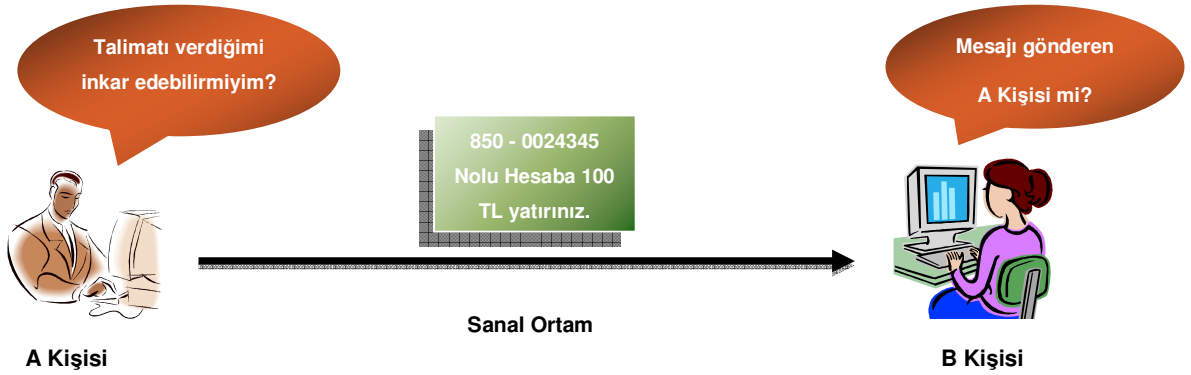 Talimatı verdiğimi
inkar edebilirmiyim?
Mesajı gönderen
A Kişisi mi?
850 - 0024345
Nolu Hesaba 100
TL yatırınız.
Sanal Ortam
A Kişisi
B Kişisi